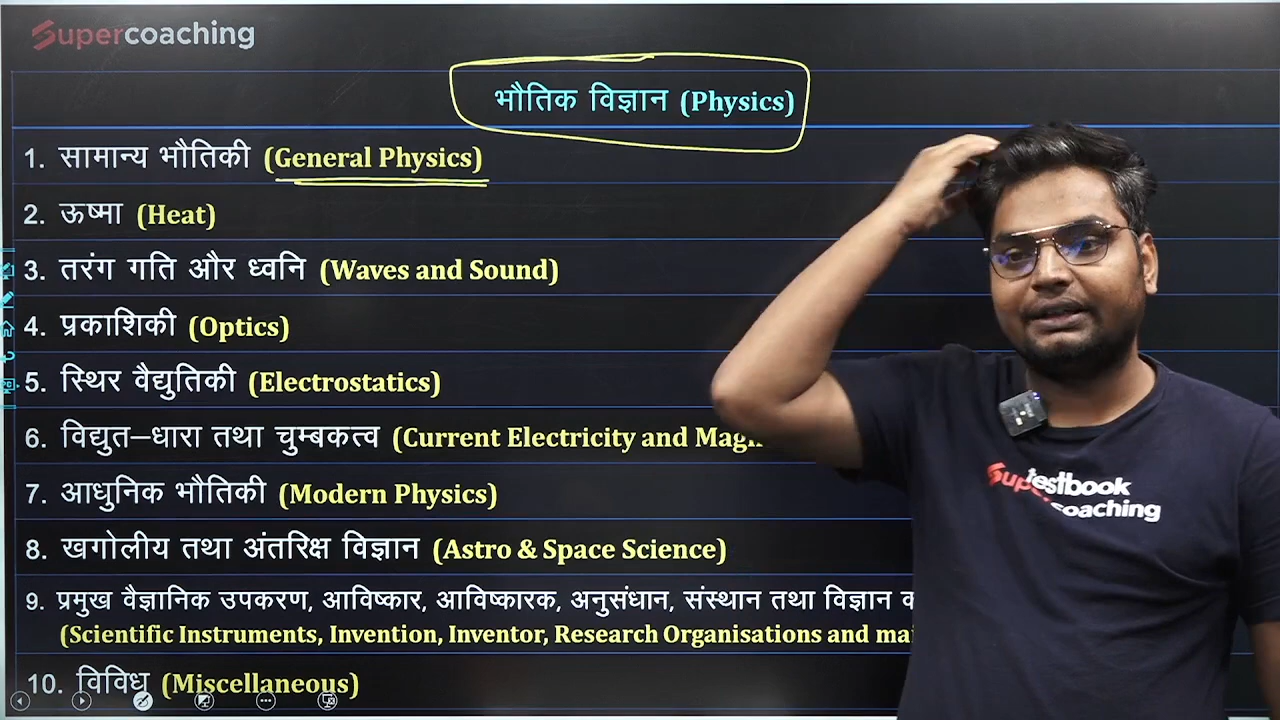 Supercoaching
भौतिक विज्ञान (Physics)
1. सामान्य भौतिकी (General Physics)
2. ऊष्मा (Heat)
3. तरंग गति और ध्वनि (Waves and Sound)
4. प्रकाशिकी (Optics)
5. स्थिर वैद्युतिकी (Electrostatics)
6. विद्युत–धारा तथा चुम्बकत्व (Current Electricity and
7. आधुनिक भौतिकी (Modern Physics)
8. खगोलीय तथा अंतरिक्ष विज्ञान (Astro & Space Science)
9. प्रमुख वैज्ञानिक उपकरण, आविष्कार, आविष्कारक, अनुसंधान, संस्थान तथा विज्ञान
(Scientific Instruments, Invention, Inventor, Research Organisations and
10. विविध (Miscellaneous)
testbook
Supercoaching